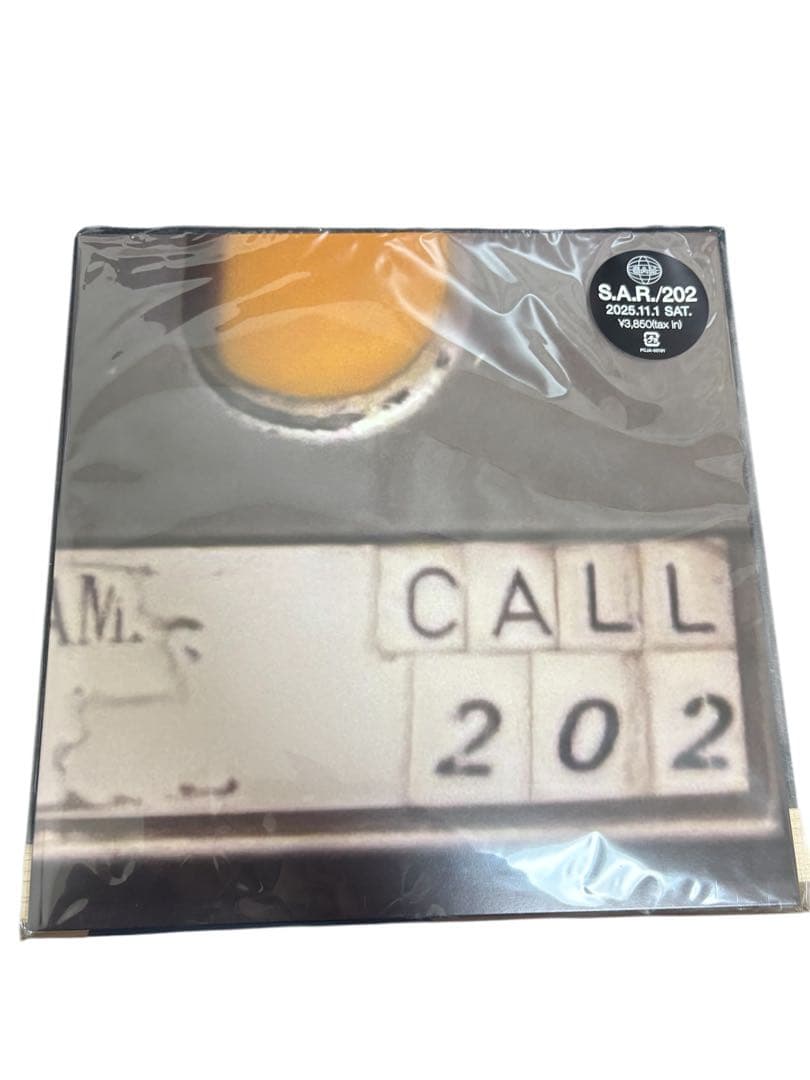 S.A.R.
S.A.R./202
2025.11.1 SAT.
¥3,850(tax in)
AM.
CALL
202